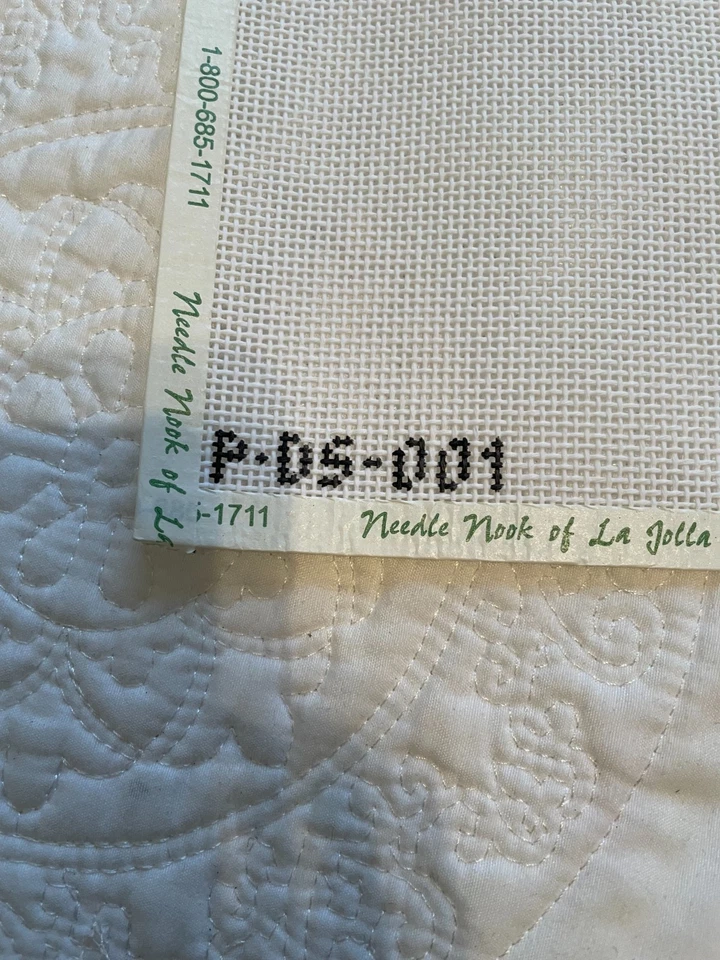 1-800-685-1711
Needle Nook of La
P-DS-001
-1711
Needle Nook of La Jolla